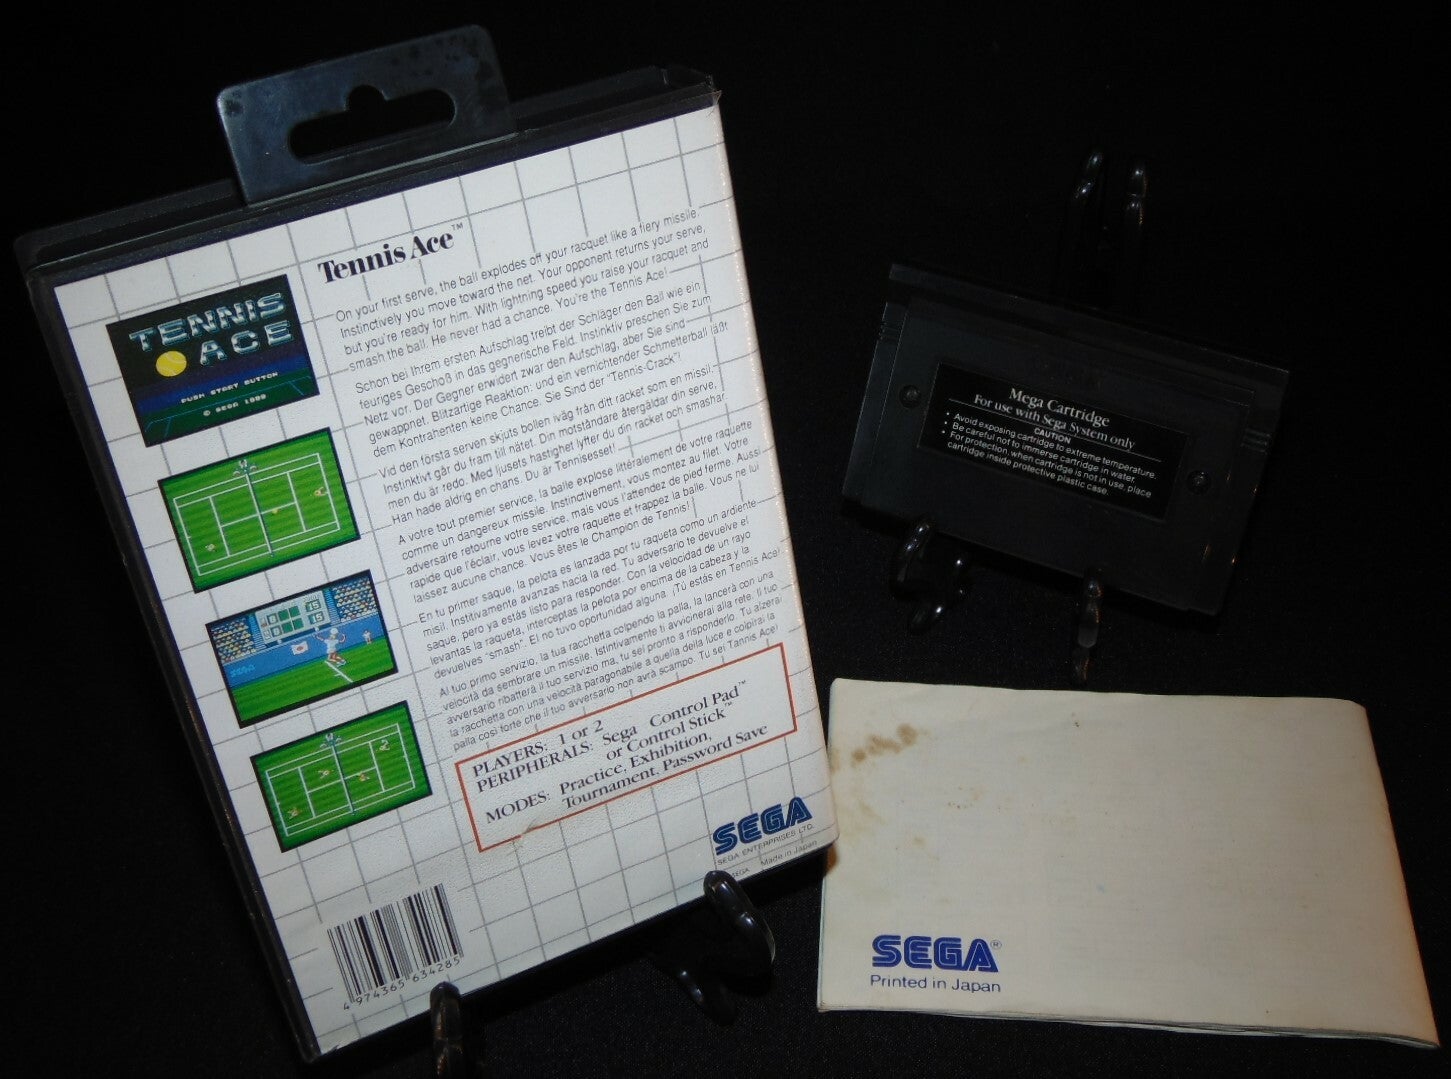 Tennis Ace™
On your first serve, the ball explodes off your racquet like a fiery missile.
Instinctively you move toward the net. Your opponent returns your serve,
but you're ready for him. With lightning speed you raise your racquet and
smash the ball. He never had a chance. You're the Tennis Ace!
Schon bei Ihrem ersten Aufschlag treibt der Schläger den Ball wie ein
feuriges Geschoß in das gegnerische Feld. Instinktiv preschen Sie zum
Netz vor. Der Gegner erwidert zwar den Aufschlag, aber Sie sind
gewappnet. Blitzartige Reaktion: und ein vernichtender Schmetterball läßt
dem Kontrahenten keine Chance. Sie Sind der "Tennis-Crack"!
Vid den första serven skjuts bollen iväg från ditt racket som en missil.
Instinktivt går du fram till nätet. Din motståndare återgäldar din serve,
men du är redo. Med ljusets hastighet lyfter du din racket och smashar.
Han hade aldrig en chans. Du är Tennisesset!
A votre tout premier service, la balle explose littéralement de votre raquette
comme un dangereux missile. Instinctivement, vous montez au filet. Votre
adversaire retourne votre service, mais vous l'attendez de pied ferme. Aussi
rapide que l'éclair, vous levez votre raquette et frappez la balle. Vous ne lui
laissez aucune chance. Vous êtes le Champion de Tennis!
En tu primer saque, la pelota es lanzada por tu raqueta como un ardiente
misil. Institivamente avanzas hacia la red. Tu adversario te devuelve el
saque, pero ya estás listo para responder. Con la velocidad de un rayo
levantas la raqueta, interceptas la pelota por encima de la cabeza y la
devuelves "smash". El no tuvo oportunidad alguna. ¡Tú estás en Tennis Ace!
Al tuo primo servizio, la tua racchetta colpendo la palla, la lancerà con una
velocità da sembrare un missile. Istintivamente ti avvicinerai alla rete. Il tuo
avversario ribatterà il tuo servizio ma, tu sei pronto a risponderlo. Tu alzerai
la racchetta con una velocità paragonabile a quella della luce e colpirai la
palla così forte che il tuo avversario non avrà scampo. Tu sei Tennis Ace!
PLAYERS: 1 or 2
PERIPHERALS: Sega Control Pad™
or Control Stick™
MODES: Practice, Exhibition,
Tournament, Password Save
SEGA
SEGA ENTERPRISES LTD.
SEGA Made in Japan
TENNIS
ACE
PUSH START BUTTON
© SEGA 1989
15
15
SEGA
4 974365 634285
Mega Cartridge
For use with Sega System only
CAUTION
• Avoid exposing cartridge to extreme temperature.
• Be careful not to immerse cartridge in water.
• For protection, when cartridge is not in use, place
cartridge inside protective plastic case.
SEGA®
Printed in Japan